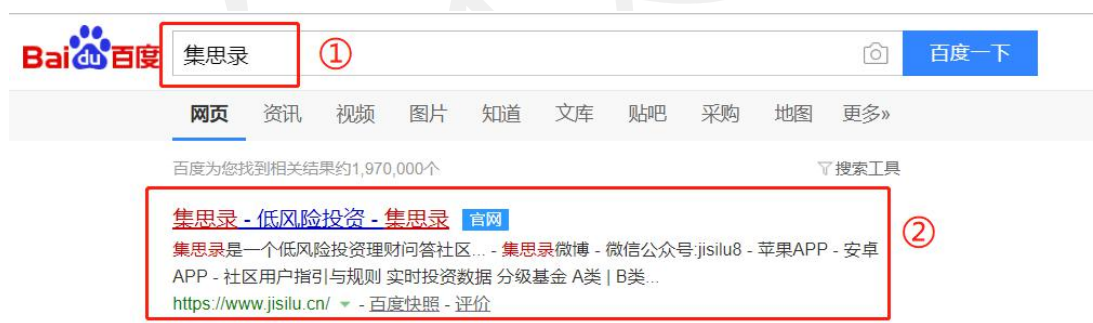 Bai du 百度 集思录 ① 百度一下
网页 资讯 视频 图片 知道 文库 贴吧 采购 地图 更多»
百度为您找到相关结果约1,970,000个 搜索工具
集思录 - 低风险投资 - 集思录 官网
集思录是一个低风险投资理财问答社区... - 集思录微博 - 微信公众号:jisilu8 - 苹果APP - 安卓 ②
APP - 社区用户指引与规则 实时投资数据 分级基金 A类 | B类...
https://www.jisilu.cn/ - 百度快照 - 评价